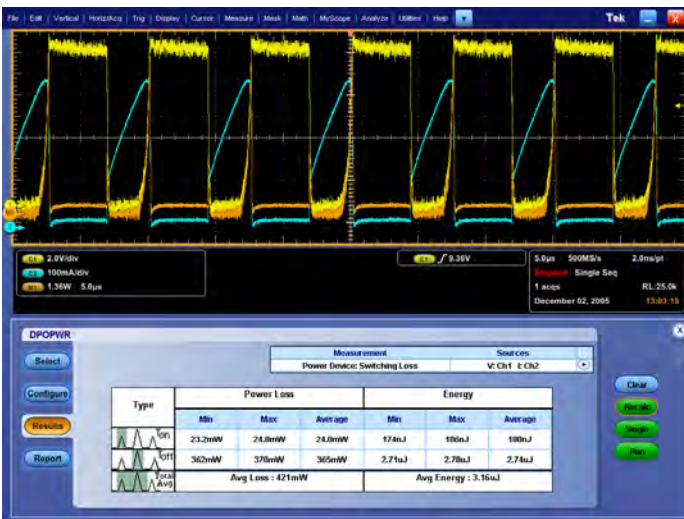 File Edit Vertical Horiz/Acq Trig Display Cursor Measure Mask Math MyScope Analyze Utilities Help Tek X
C1 2.0V/div
C2 100mA/div
M1 1.36W 5.0µs
C1 9.36V
5.0µs 500MS/s 2.0ns/pt
Stopped Single Seq
1 acqs RL:25.0k
December 02, 2005 13:03:18
DPOPWR
X
Select
Configure
Results
Report
Measurement Sources
Power Device: Switching Loss V: Ch1 I: Ch2
Type Power Loss Energy
Min Max Average Min Max Average
Ton 23.2mW 24.8mW 24.0mW 174nJ 186nJ 180nJ
Toff 362mW 370mW 365mW 2.71uJ 2.78uJ 2.74uJ
Total Avg Avg Loss : 421mW Avg Energy : 3.16uJ
Clear
Recalc
Single
Run